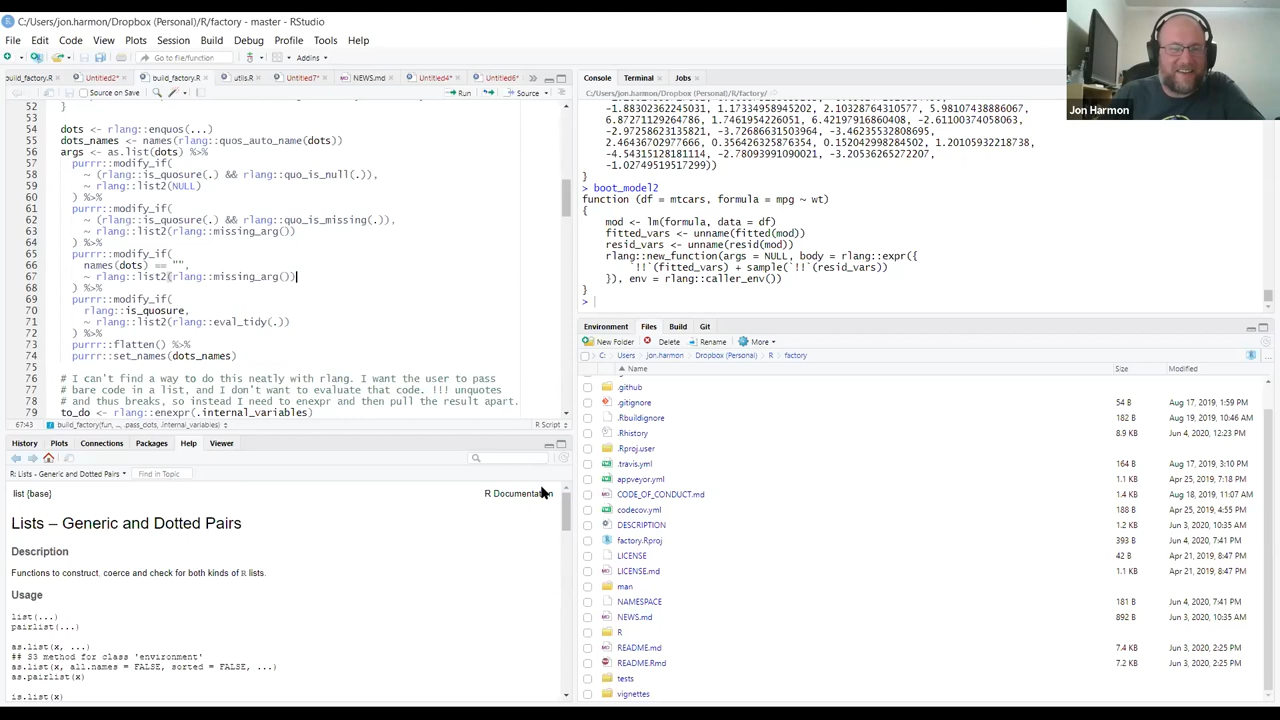 C:/Users/jon.harmon/Dropbox (Personal)/R/factory - master - RStudio
File Edit Code View Plots Session Build Debug Profile Tools Help
Go to file/function
Addins
build_factory.R
Untitled2*
build_factory.R
utils.R
Untitled7*
NEWS.md
Untitled4*
Untitled6*
Source on Save
Run
Source
52 }
53
54 dots <- rlang::enquos(...)
55 dots_names <- names(rlang::quos_auto_name(dots))
56 args <- as.list(dots) %>%
57 purrr::modify_if(
58 ~ (rlang::is_quosure(.) && rlang::quo_is_null(.)),
59 ~ rlang::list2(NULL)
60 ) %>%
61 purrr::modify_if(
62 ~ (rlang::is_quosure(.) && rlang::quo_is_missing(.)),
63 ~ rlang::list2(rlang::missing_arg())
64 ) %>%
65 purrr::modify_if(
66 names(dots) == "",
67 ~ rlang::list2(rlang::missing_arg())
68 ) %>%
69 purrr::modify_if(
70 rlang::is_quosure,
71 ~ rlang::list2(rlang::eval_tidy(.))
72 ) %>%
73 purrr::flatten() %>%
74 purrr::set_names(dots_names)
75
76 # I can't find a way to do this neatly with rlang. I want the user to pass
77 # bare code in a list, and I don't want to evaluate that code. !!! unquotes
78 # and thus breaks, so instead I need to enexpr and then pull the result apart.
79 to_do <- rlang::enexpr(.internal_variables)
67:43 build_factory(fun, ..., .pass_dots, .internal_variables) R Script
History Plots Connections Packages Help Viewer
R: Lists - Generic and Dotted Pairs
Find in Topic
list {base}
R Documentation
Lists – Generic and Dotted Pairs
Description
Functions to construct, coerce and check for both kinds of R lists.
Usage
list(...)
pairlist(...)
as.list(x, ...)
## S3 method for class 'environment'
as.list(x, all.names = FALSE, sorted = FALSE, ...)
as.pairlist(x)
is.list(x)
Console Terminal Jobs
C:/Users/jon.harmon/Dropbox (Personal)/R/factory/
-1.88302362245031, 1.17334958945202, 2.10328764310577, 5.98107438886067,
6.87271129264786, 1.7461954226051, 6.42197916860408, -2.61100374058063,
-2.97258623135821, -3.72686631503964, -3.46235532808695,
2.46436702977666, 0.356426325876354, 0.152042998284502, 1.20105932218738,
-4.54315128181114, -2.78093991090021, -3.20536265272207,
-1.02749519517299))
}
> boot_model2
function (df = mtcars, formula = mpg ~ wt)
{
mod <- lm(formula, data = df)
fitted_vars <- unname(fitted(mod))
resid_vars <- unname(resid(mod))
rlang::new_function(args = NULL, body = rlang::expr({
`!!`(fitted_vars) + sample(`!!`(resid_vars))
}), env = rlang::caller_env())
}
>
Environment Files Build Git
New Folder Delete Rename More
C: Users jon.harmon Dropbox (Personal) R factory
Name Size Modified
.github
.gitignore 54 B Aug 17, 2019, 1:59 PM
.Rbuildignore 182 B Aug 19, 2019, 10:46 AM
.Rhistory 8.9 KB Jun 4, 2020, 12:23 PM
.Rproj.user
.travis.yml 164 B Aug 17, 2019, 3:10 PM
appveyor.yml 1.1 KB Apr 25, 2019, 7:18 PM
CODE_OF_CONDUCT.md 1.4 KB Aug 18, 2019, 11:07 AM
codecov.yml 188 B Apr 25, 2019, 4:55 PM
DESCRIPTION 1.2 KB Jun 3, 2020, 10:35 AM
factory.Rproj 393 B Jun 4, 2020, 7:41 PM
LICENSE 42 B Apr 21, 2019, 8:47 PM
LICENSE.md 1.1 KB Apr 21, 2019, 8:47 PM
man
NAMESPACE 181 B Jun 4, 2020, 7:41 PM
NEWS.md 892 B Jun 3, 2020, 10:35 AM
R
README.md 7.4 KB Jun 3, 2020, 2:25 PM
README.Rmd 7.2 KB Jun 3, 2020, 2:25 PM
tests
vignettes
Jon Harmon